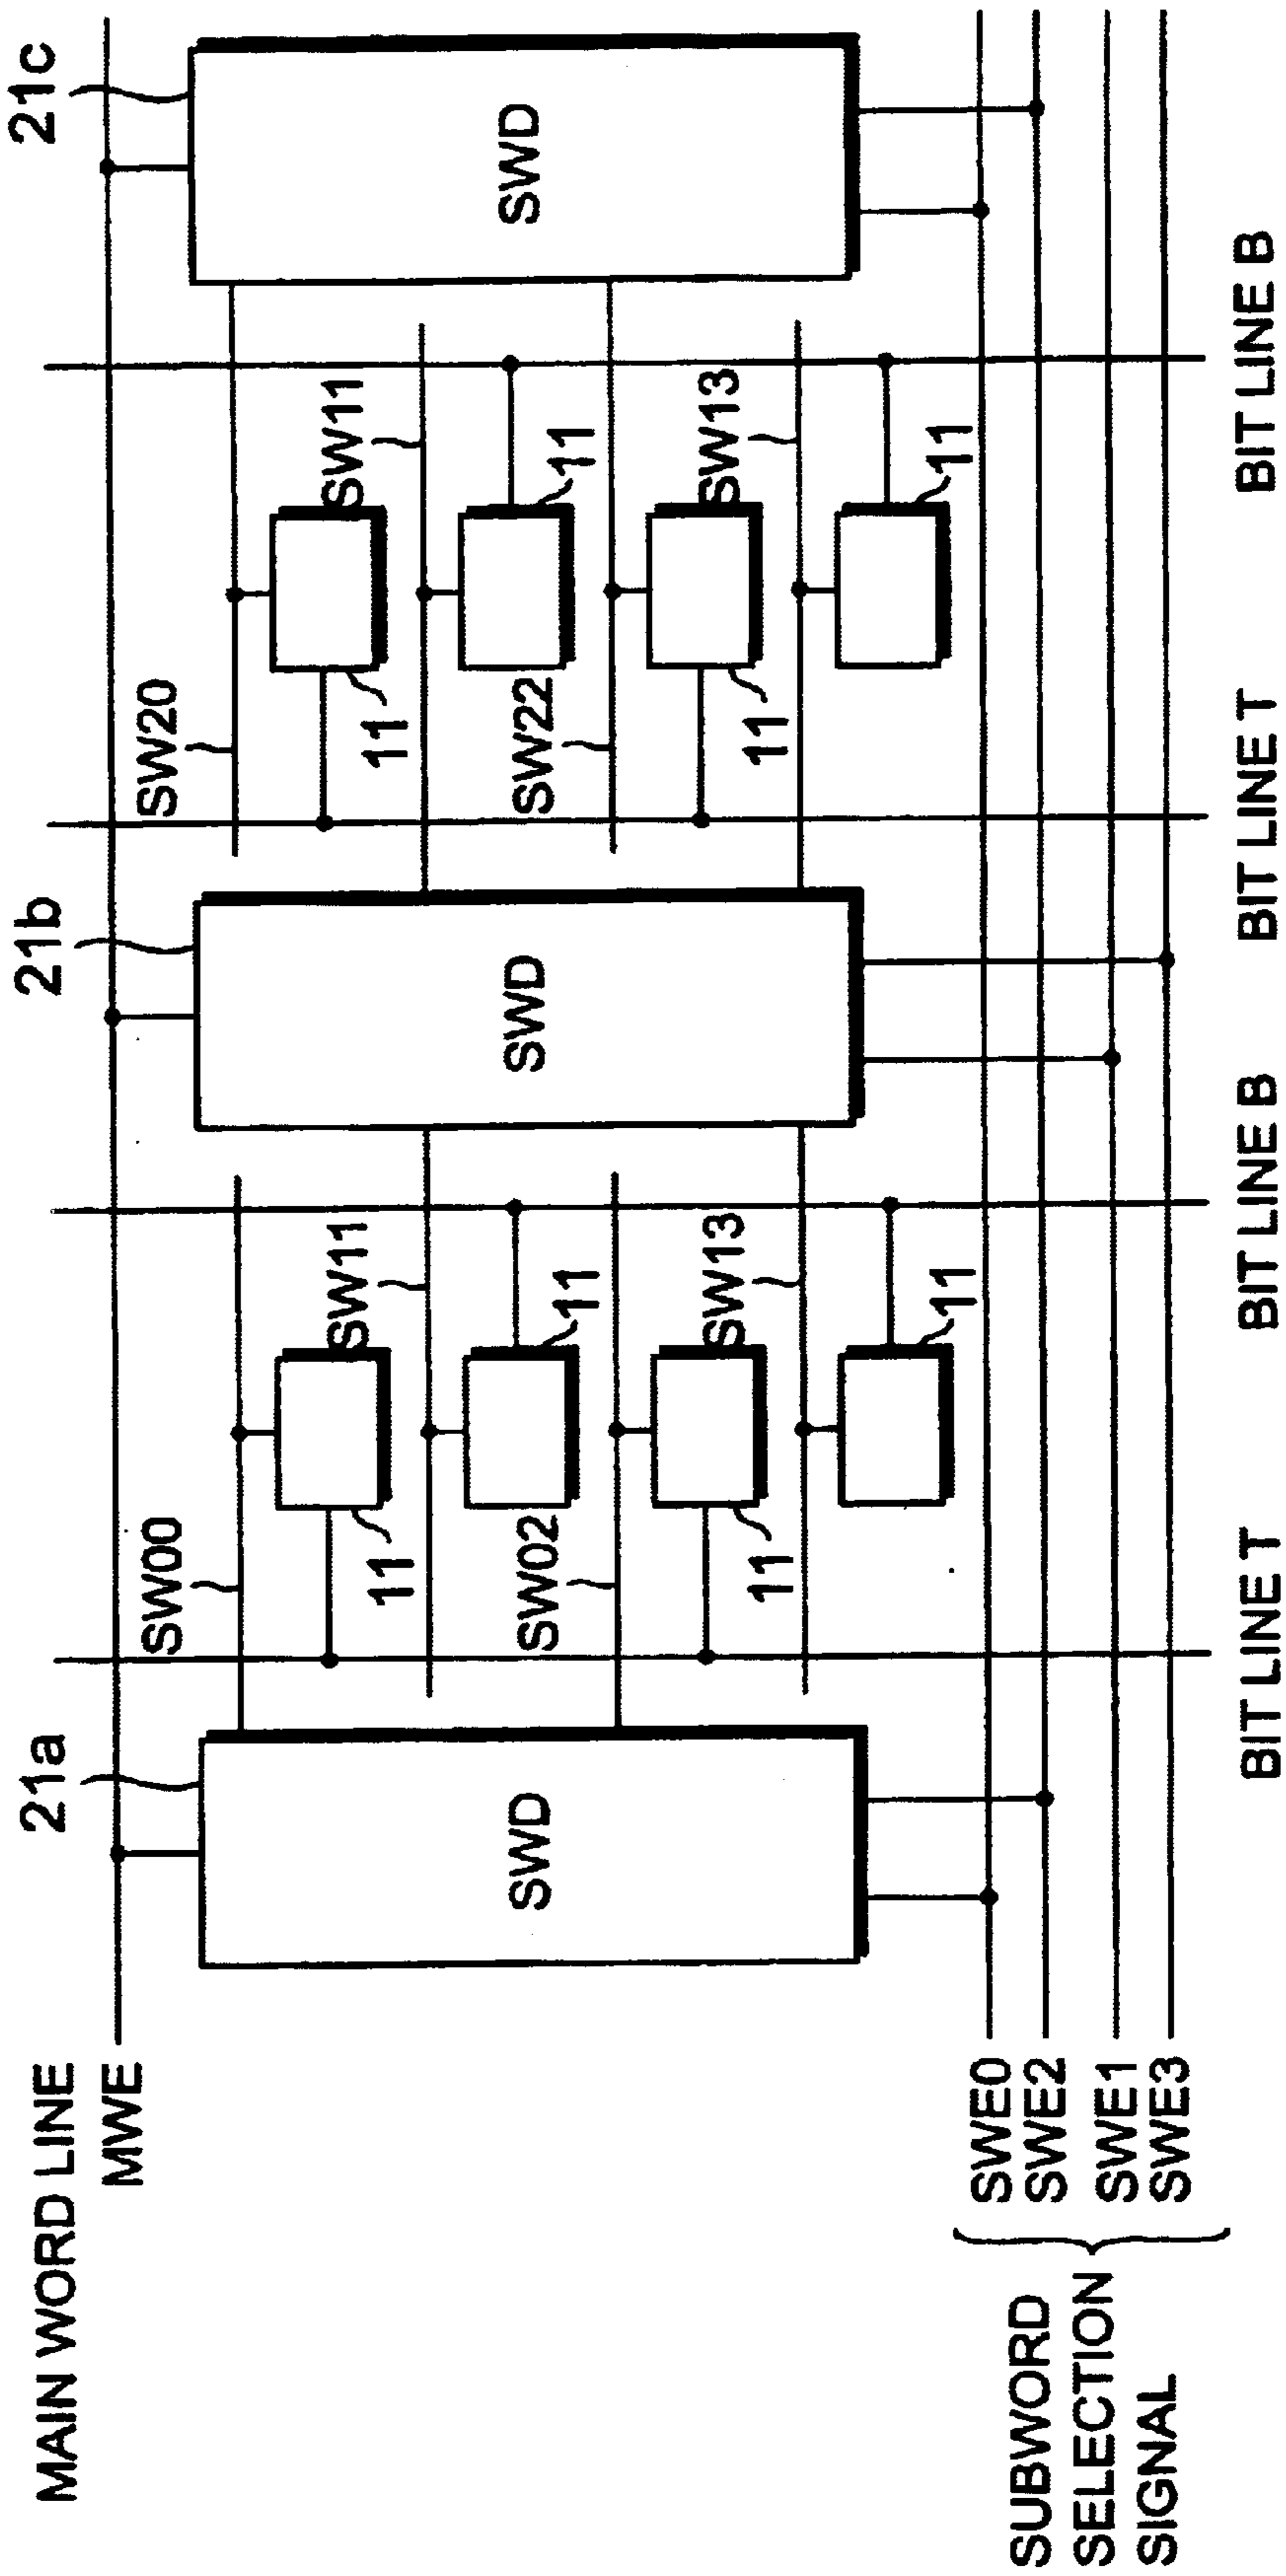 MAIN WORD LINE
MWE
21a
21b
21c
SWD
SWD
SWD
SW00
SW11
SW02
SW13
11
11
11
11
SW20
SW11
SW22
SW13
11
11
11
11
SUBWORD
SELECTION
SIGNAL
SWE0
SWE2
SWE1
SWE3
BIT LINE T
BIT LINE B
BIT LINE T
BIT LINE B